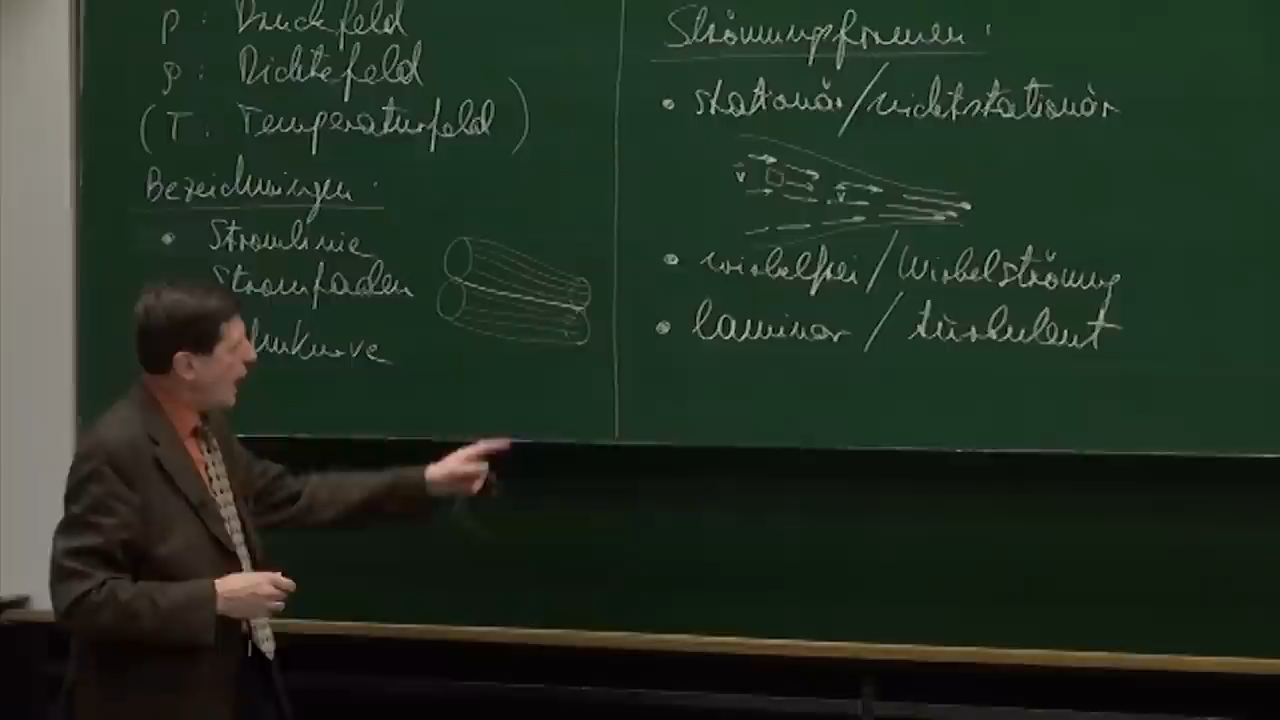 p : Druckfeld
ρ : Dichtefeld
(T : Temperaturfeld)
Bezeichnungen :
• Stromlinie
Stromfaden
Strömungsformen :
• stationär/nichtstationär
v⃗ v⃗
• wirbelfrei / Wirbelströmung
• laminar / turbulent